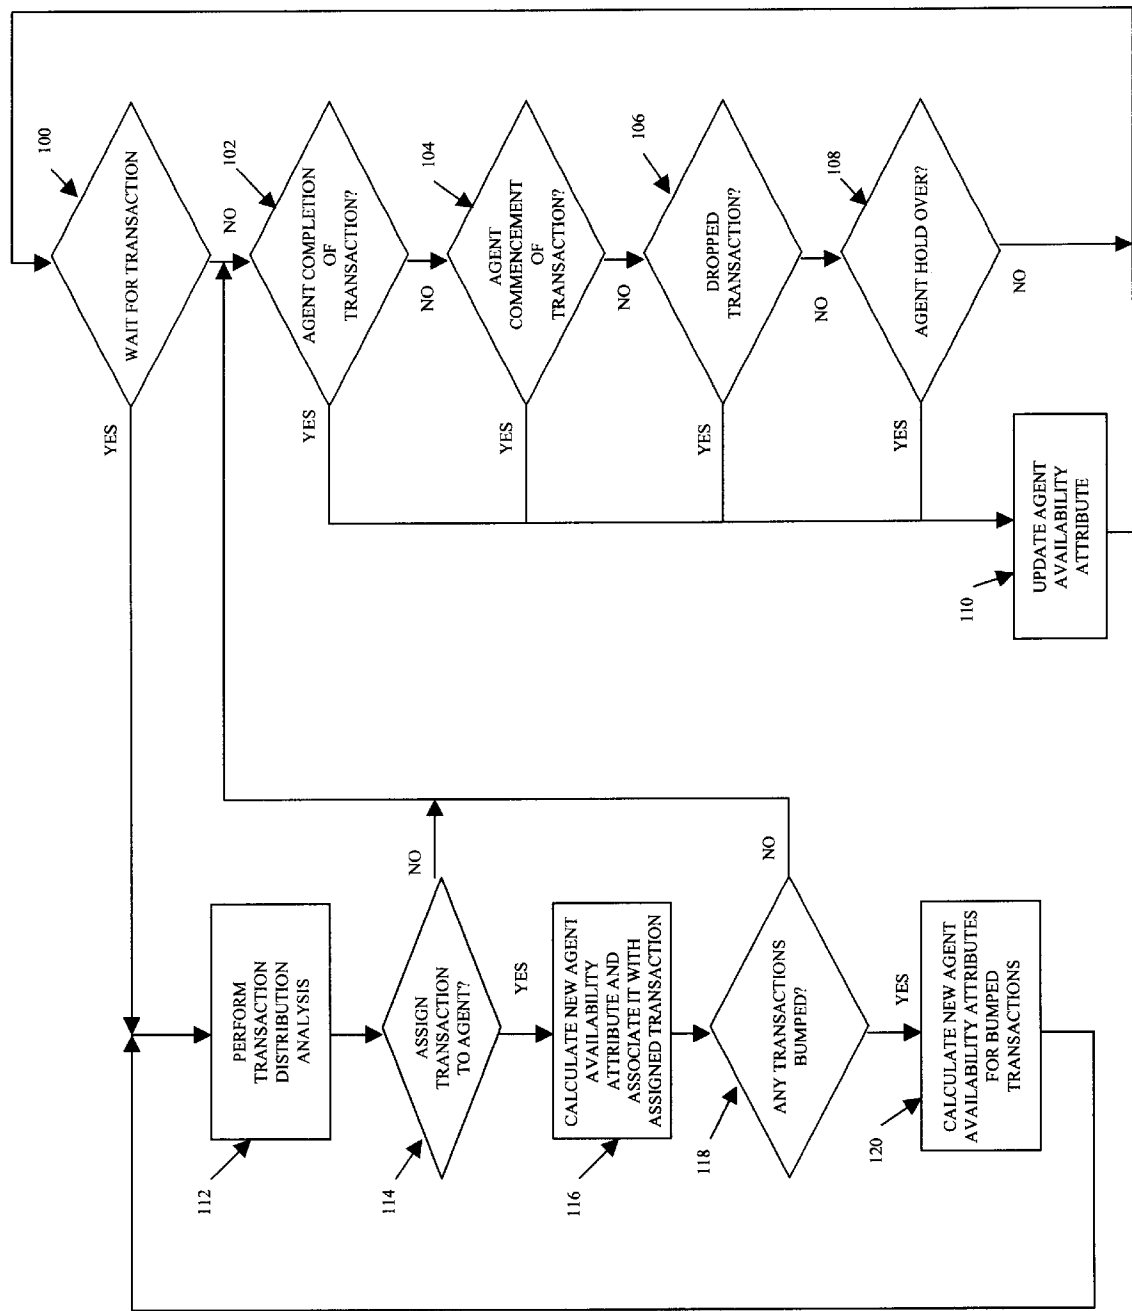 100
WAIT FOR TRANSACTION
YES
NO
102
AGENT COMPLETION
OF
TRANSACTION?
YES
NO
104
AGENT
COMMENCEMENT
OF
TRANSACTION?
YES
NO
106
DROPPED
TRANSACTION?
YES
NO
108
AGENT HOLD OVER?
YES
NO
110
UPDATE AGENT
AVAILABILITY
ATTRIBUTE
112
PERFORM
TRANSACTION
DISTRIBUTION
ANALYSIS
114
ASSIGN
TRANSACTION
TO AGENT?
NO
YES
116
CALCULATE NEW AGENT
AVAILABILITY
ATTRIBUTE AND
ASSOCIATE IT WITH
ASSIGNED TRANSACTION
118
ANY TRANSACTIONS
BUMPED?
NO
YES
120
CALCULATE NEW AGENT
AVAILABILITY ATTRIBUTES
FOR BUMPED
TRANSACTIONS